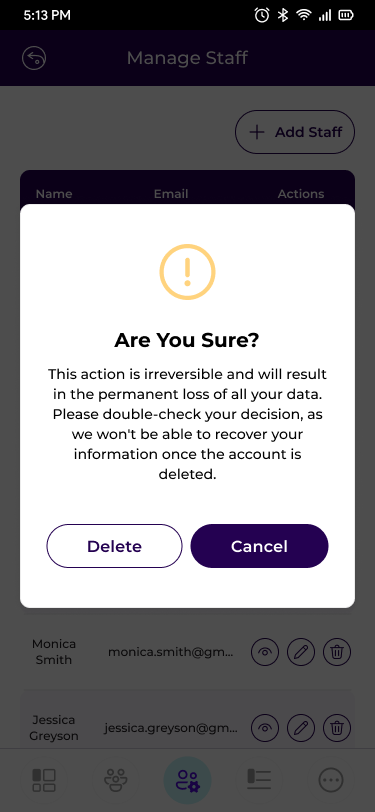 5:13 PM
Manage Staff
Add Staff
Name Email Actions
Are You Sure?
This action is irreversible and will result
in the permanent loss of all your data.
Please double-check your decision, as
we won't be able to recover your
information once the account is
deleted.
Delete Cancel
Monica
Smith
monica.smith@gm...
Jessica
Greyson
jessica.greyson@gm...